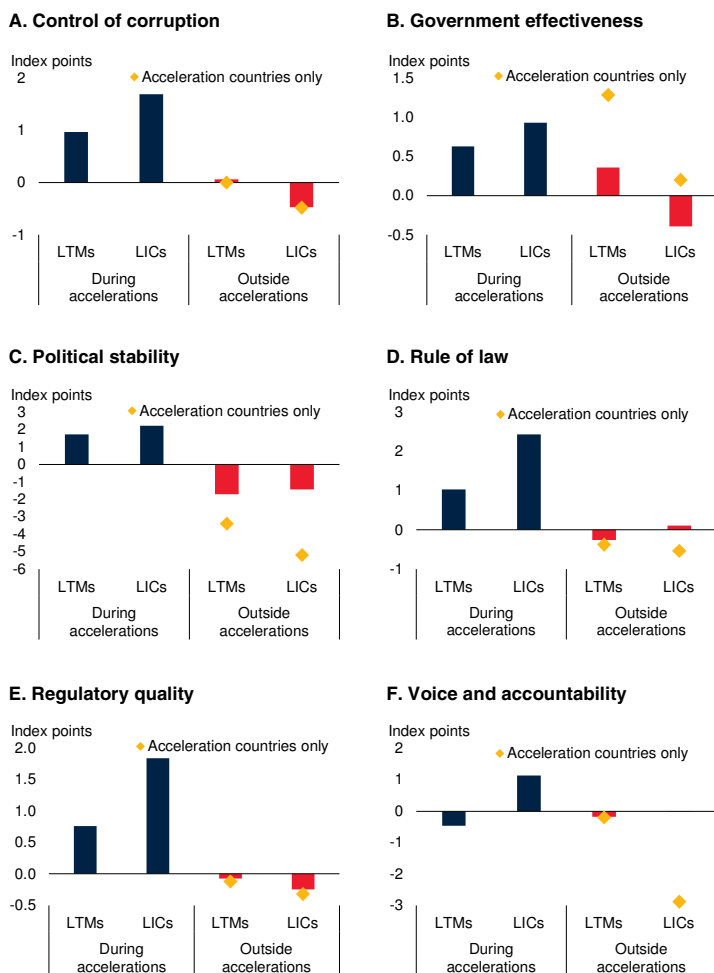 A. Control of corruption
Index points
Acceleration countries only
2
1
0
-1
LTMs LICs LTMs LICs
During accelerations
Outside accelerations
B. Government effectiveness
Index points
Acceleration countries only
1.5
1.0
0.5
0.0
-0.5
LTMs LICs LTMs LICs
During accelerations
Outside accelerations
C. Political stability
Index points
Acceleration countries only
3
2
1
0
-1
-2
-3
-4
-5
-6
LTMs LICs LTMs LICs
During accelerations
Outside accelerations
D. Rule of law
Index points
Acceleration countries only
3
2
1
0
-1
LTMs LICs LTMs LICs
During accelerations
Outside accelerations
E. Regulatory quality
Index points
Acceleration countries only
2.0
1.5
1.0
0.5
0.0
-0.5
LTMs LICs LTMs LICs
During accelerations
Outside accelerations
F. Voice and accountability
Index points
Acceleration countries only
2
1
0
-1
-2
-3
LTMs LICs LTMs LICs
During accelerations
Outside accelerations